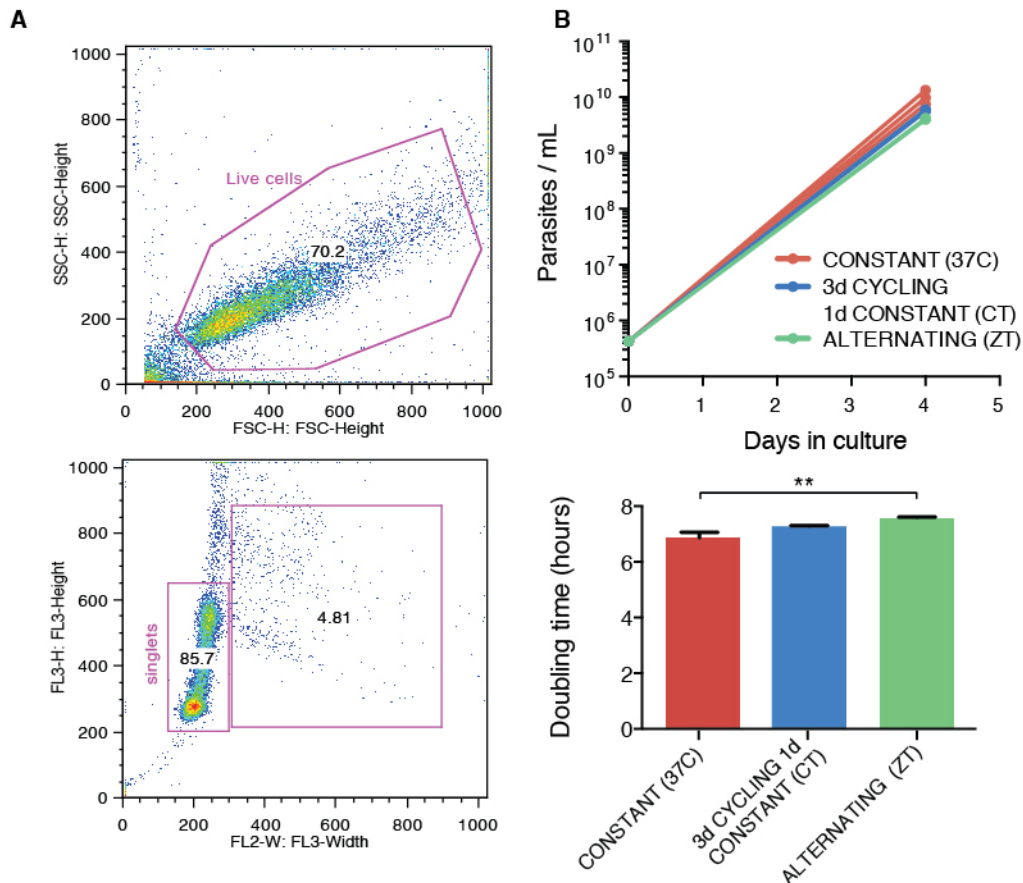 A
1000
800
600
400
200
0
SSC-H: SSC-Height
Live cells
70.2
0 200 400 600 800 1000
FSC-H: FSC-Height
1000
800
600
400
200
0
FL3-H: FL3-Height
singlets
85.7
4.81
0 200 400 600 800 1000
FL2-W: FL3-Width
B
10^11
10^10
10^9
10^8
10^7
10^6
10^5
Parasites / mL
CONSTANT (37C)
3d CYCLING
1d CONSTANT (CT)
ALTERNATING (ZT)
0 1 2 3 4 5
Days in culture
**
8
6
4
2
0
Doubling time (hours)
CONSTANT (37C)
3d CYCLING 1d
CONSTANT (CT)
ALTERNATING (ZT)